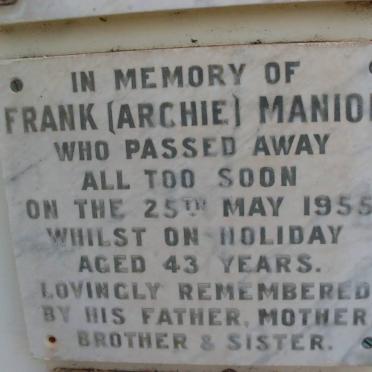 IN MEMORY OF
FRANK (ARCHIE) MANION
WHO PASSED AWAY
ALL TOO SOON
ON THE 25TH MAY 1955
WHILST ON HOLIDAY
AGED 43 YEARS.
LOVINGLY REMEMBERED
BY HIS FATHER, MOTHER
BROTHER & SISTER.